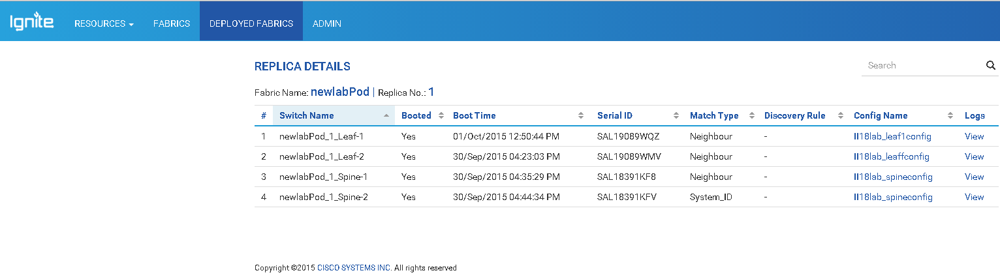 Ignite RESOURCES FABRICS DEPLOYED FABRICS ADMIN
REPLICA DETAILS Search
Fabric Name: newlabPod | Replica No.: 1
# Switch Name Booted Boot Time Serial ID Match Type Discovery Rule Config Name Logs
1 newlabPod_1_Leaf-1 Yes 01/Oct/2015 12:50:44 PM SAL19089WQZ Neighbour - II18lab_leaf1config View
2 newlabPod_1_Leaf-2 Yes 30/Sep/2015 04:23:03 PM SAL19089WMV Neighbour - II18lab_leaffconfig View
3 newlabPod_1_Spine-1 Yes 30/Sep/2015 04:35:29 PM SAL18391KF8 Neighbour - II18lab_spineconfig View
4 newlabPod_1_Spine-2 Yes 30/Sep/2015 04:44:34 PM SAL18391KFV System_ID - II18lab_spineconfig View
Copyright ©2015 CISCO SYSTEMS INC. All rights reserved